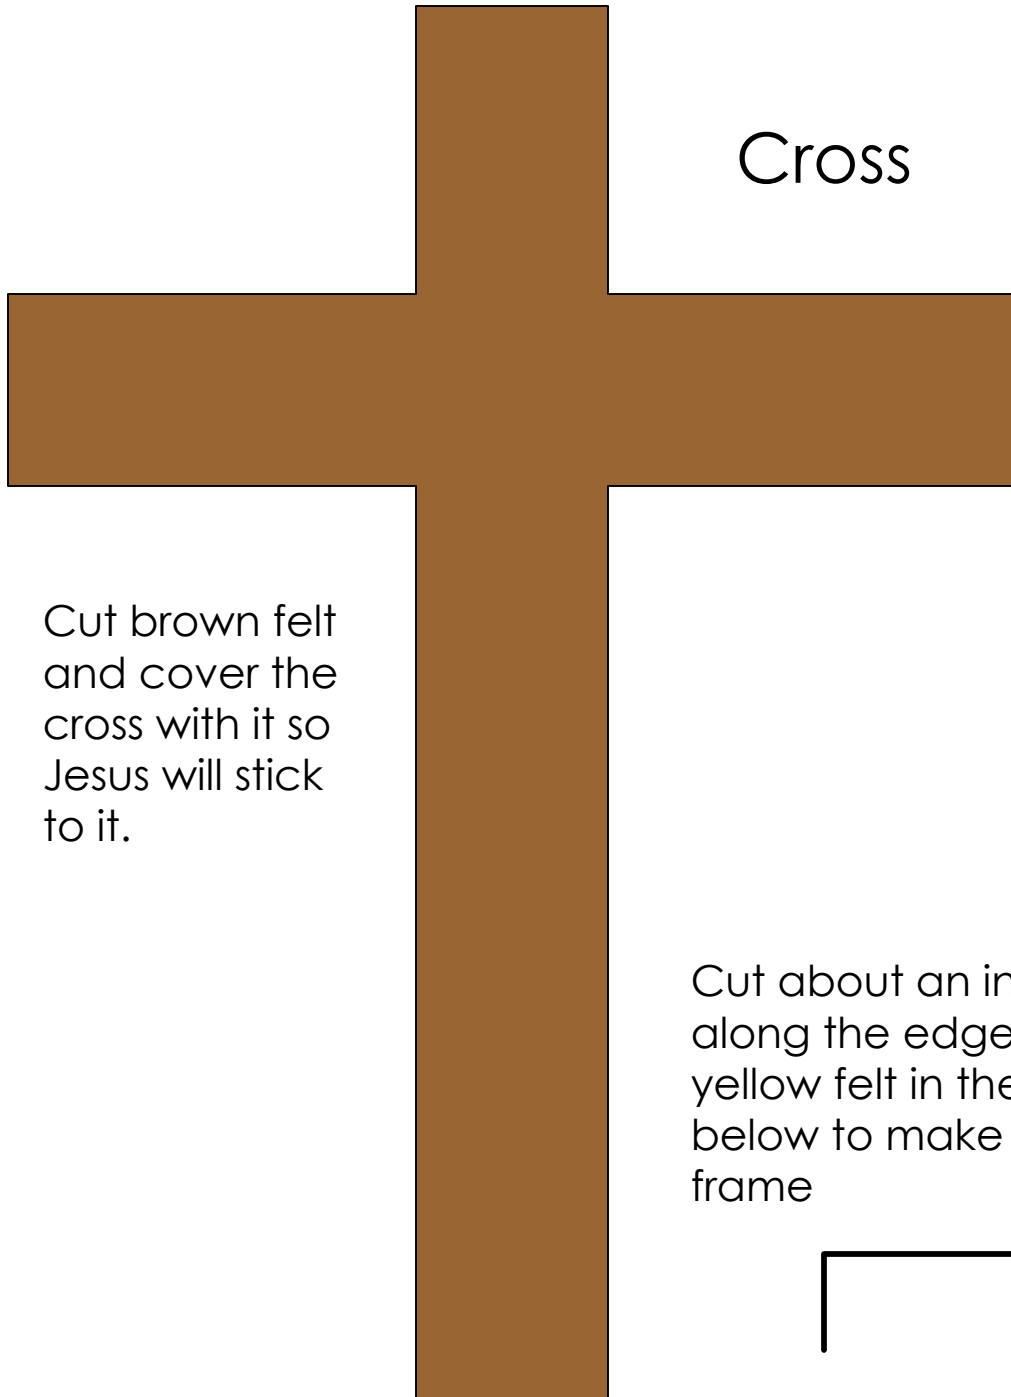 Cross
Cut brown felt
and cover the
cross with it so
Jesus will stick
to it.
Cut about an
along the edge
yellow felt in the
below to make
frame